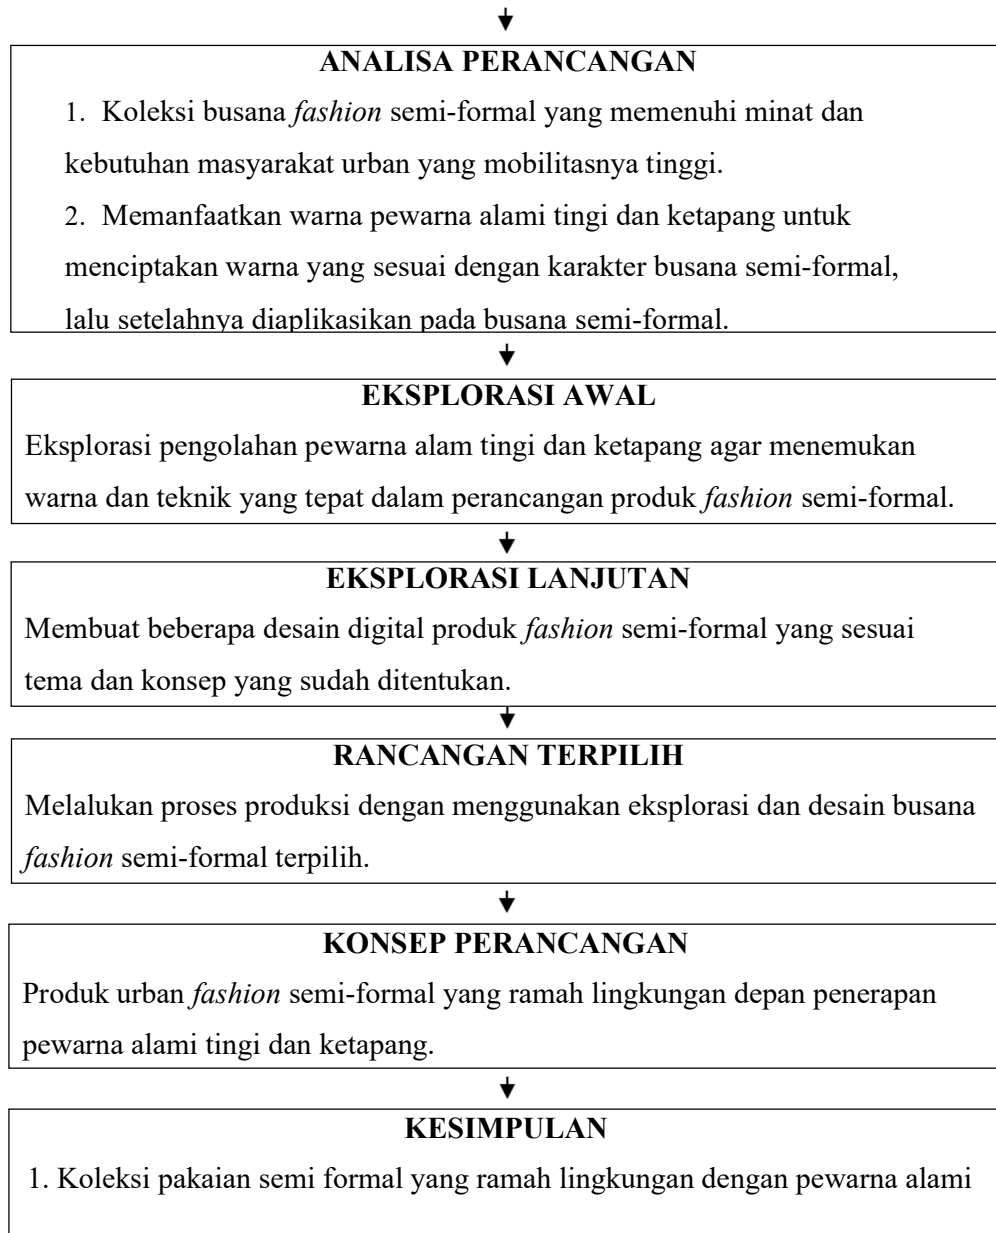 ANALISA PERANCANGAN
1. Koleksi busana fashion semi-formal yang memenuhi minat dan
kebutuhan masyarakat urban yang mobilitasnya tinggi.
2. Memanfaatkan warna pewarna alami tingi dan ketapang untuk
menciptakan warna yang sesuai dengan karakter busana semi-formal,
lalu setelahnya diaplikasikan pada busana semi-formal.
EKSPLORASI AWAL
Eksplorasi pengolahan pewarna alam tingi dan ketapang agar menemukan
warna dan teknik yang tepat dalam perancangan produk fashion semi-formal.
EKSPLORASI LANJUTAN
Membuat beberapa desain digital produk fashion semi-formal yang sesuai
tema dan konsep yang sudah ditentukan.
RANCANGAN TERPILIH
Melalukan proses produksi dengan menggunakan eksplorasi dan desain busana
fashion semi-formal terpilih.
KONSEP PERANCANGAN
Produk urban fashion semi-formal yang ramah lingkungan depan penerapan
pewarna alami tingi dan ketapang.
KESIMPULAN
1. Koleksi pakaian semi formal yang ramah lingkungan dengan pewarna alami